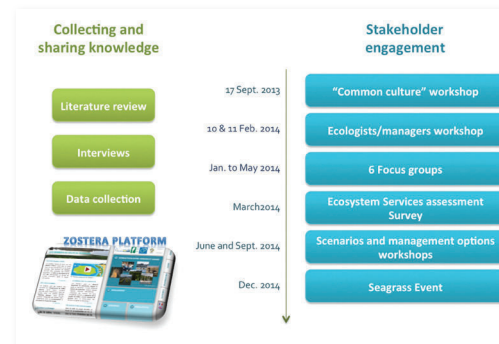 Collecting and
sharing knowledge
Literature review
Interviews
Data collection
ZOSTERA PLATFORM
Stakeholder
engagement
17 Sept. 2013
"Common culture" workshop
10 & 11 Feb. 2014
Ecologists/managers workshop
Jan. to May 2014
6 Focus groups
March2014
Ecosystem Services assessment
Survey
June and Sept. 2014
Scenarios and management options
workshops
Dec. 2014
Seagrass Event